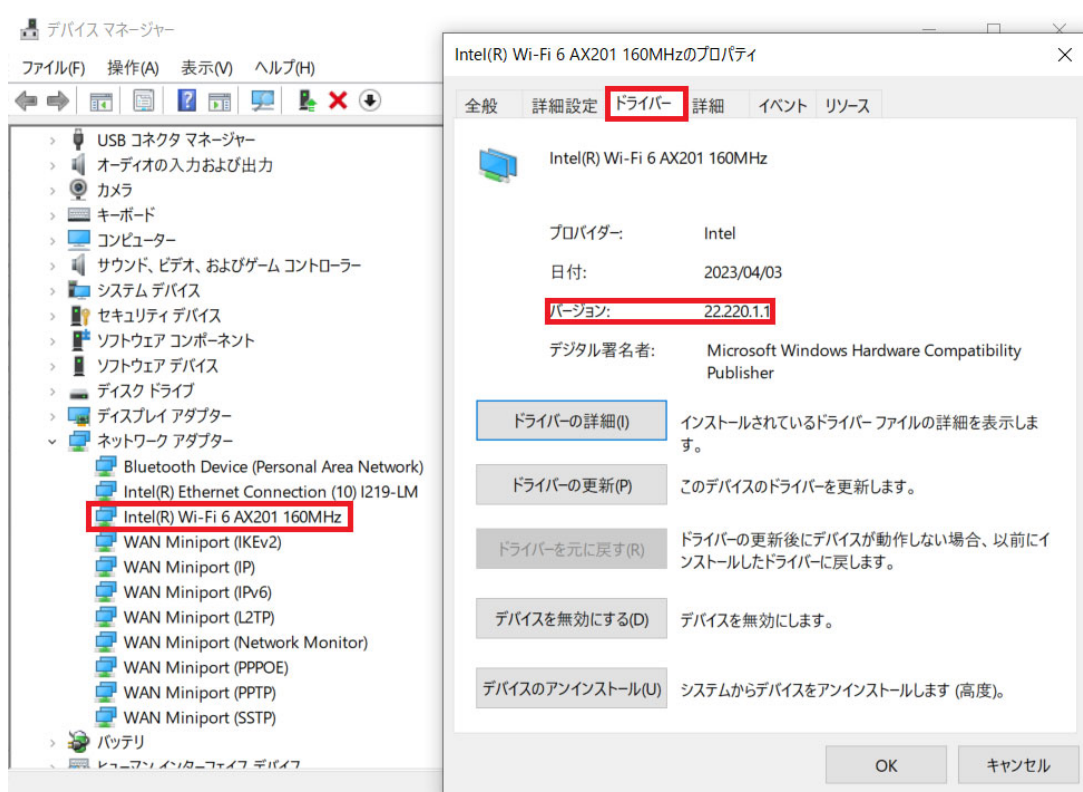 デバイス マネージャー
ファイル(F) 操作(A) 表示(V) ヘルプ(H)
USB コネクタ マネージャー
オーディオの入力および出力
カメラ
キーボード
コンピューター
サウンド、ビデオ、およびゲーム コントローラー
システム デバイス
セキュリティ デバイス
ソフトウェア コンポーネント
ソフトウェア デバイス
ディスク ドライブ
ディスプレイ アダプター
ネットワーク アダプター
Bluetooth Device (Personal Area Network)
Intel(R) Ethernet Connection (10) I219-LM
Intel(R) Wi-Fi 6 AX201 160MHz
WAN Miniport (IKEv2)
WAN Miniport (IP)
WAN Miniport (IPv6)
WAN Miniport (L2TP)
WAN Miniport (Network Monitor)
WAN Miniport (PPPOE)
WAN Miniport (PPTP)
WAN Miniport (SSTP)
バッテリ
ヒューマン インターフェイス デバイス
Intel(R) Wi-Fi 6 AX201 160MHzのプロパティ
全般 詳細設定 ドライバー 詳細 イベント リソース
Intel(R) Wi-Fi 6 AX201 160MHz
プロバイダー: Intel
日付: 2023/04/03
バージョン: 22.220.1.1
デジタル署名者: Microsoft Windows Hardware Compatibility
Publisher
ドライバーの詳細(I) インストールされているドライバー ファイルの詳細を表示しま
す。
ドライバーの更新(P) このデバイスのドライバーを更新します。
ドライバーを元に戻す(R) ドライバーの更新後にデバイスが動作しない場合、以前にイ
ンストールしたドライバーに戻します。
デバイスを無効にする(D) デバイスを無効にします。
デバイスのアンインストール(U) システムからデバイスをアンインストールします (高度)。
OK キャンセル